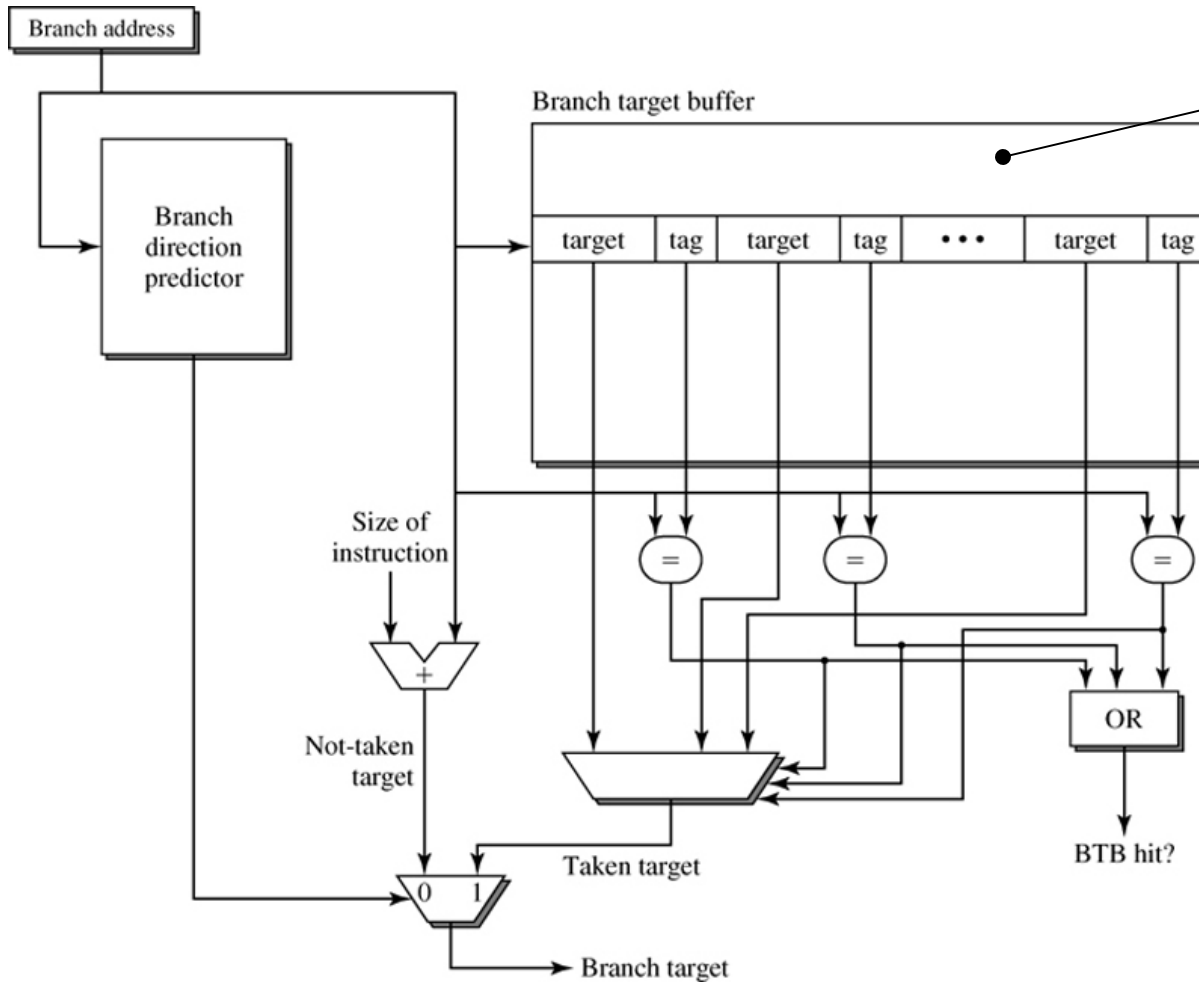 Branch address
Branch target buffer
Branch
direction
predictor
target tag target tag ••• target tag
Size of
instruction
= = =
+
OR
Not-taken
target
BTB hit?
Taken target
0 1
Branch target